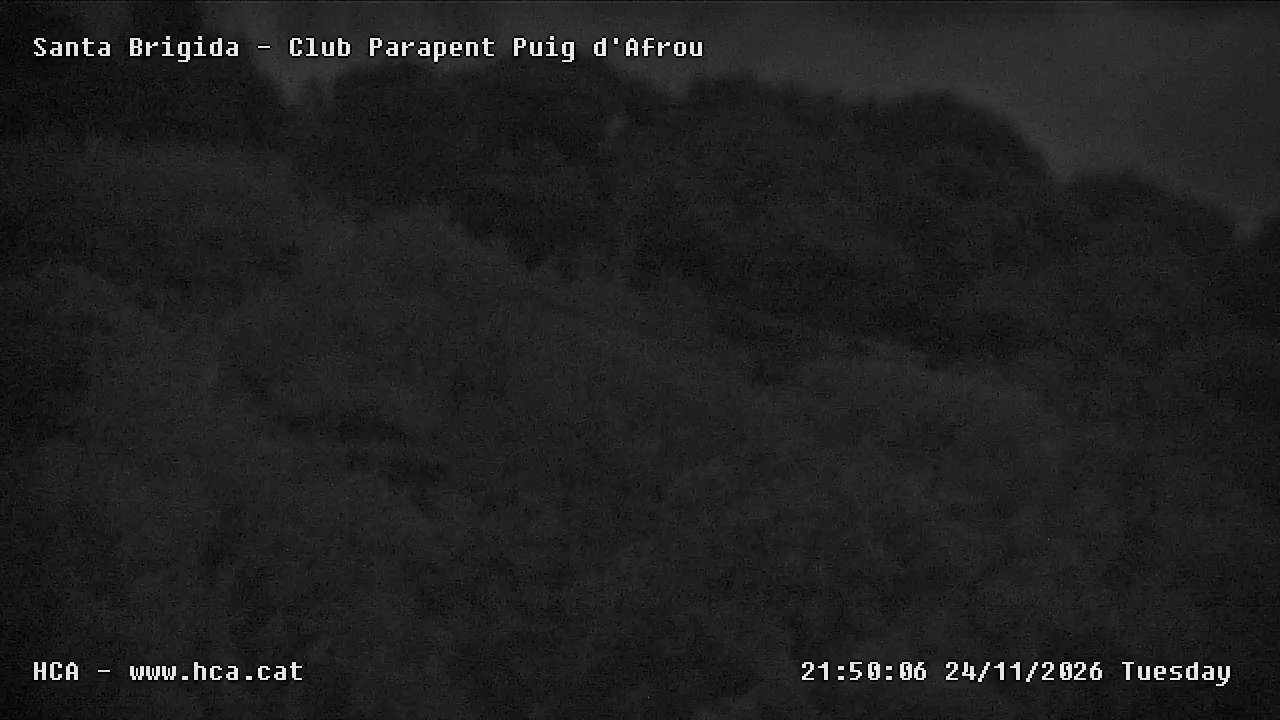 Santa Brigida - Club Parapent Puig d'Afrou
HCA - www.hca.cat
21:50:06 24/11/2026 Tuesday